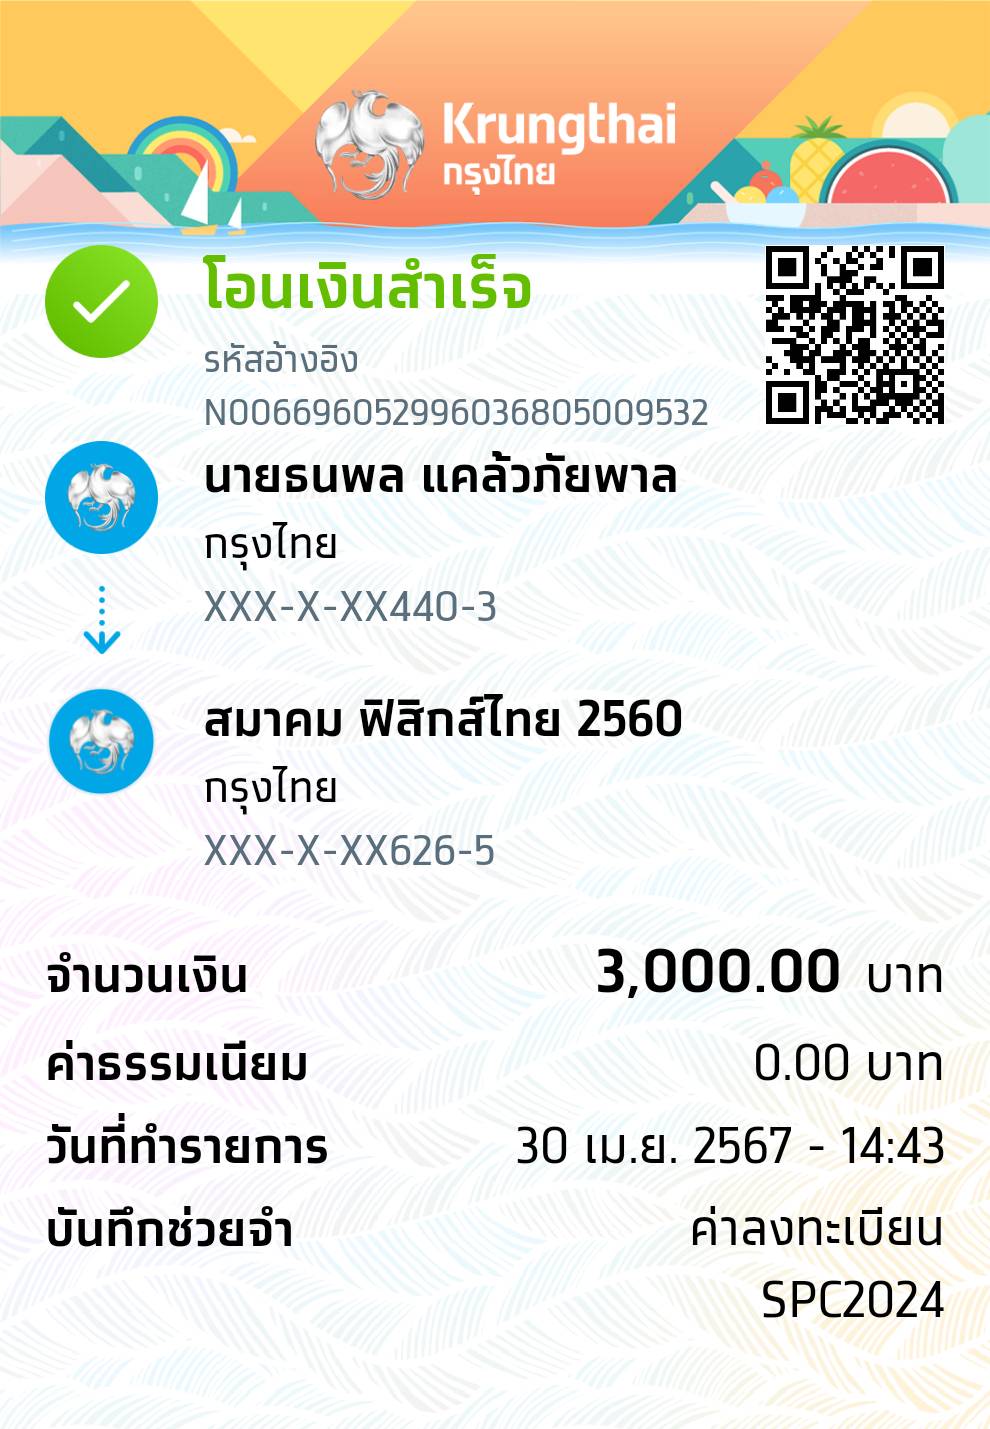 Krungthai
กรุงไทย
โอนเงินสำเร็จ
รหัสอ้างอิง
N00669605299603680​5009532
นายธนพล แคล้วภัยพาล
กรุงไทย
XXX-X-XX440-3
สมาคม ฟิสิกส์ไทย 2560
กรุงไทย
XXX-X-XX626-5
จำนวนเงิน 3,000.00 บาท
ค่าธรรมเนียม 0.00 บาท
วันที่ทำรายการ 30 เม.ย. 2567 - 14:43
บันทึกช่วยจำ ค่าลงทะเบียน
SPC2024